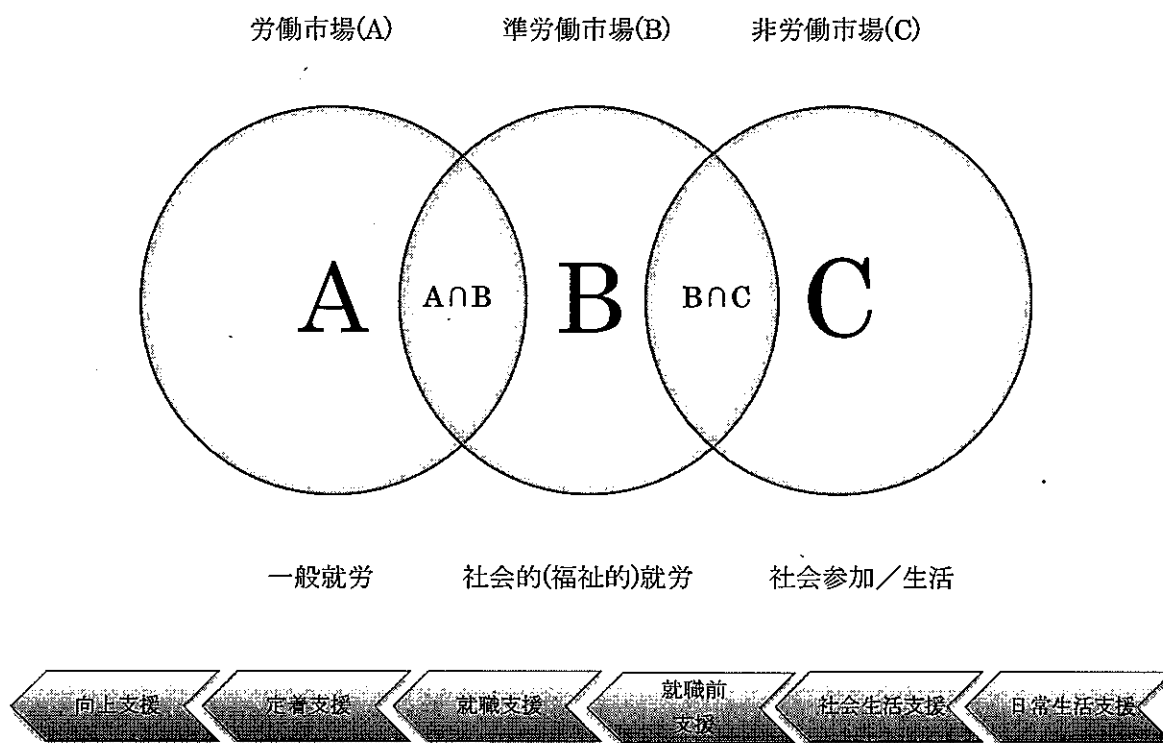 労働市場(A) 準労働市場(B) 非労働市場(C)
A A∩B B B∩C C
一般就労 社会的(福祉的)就労 社会参加／生活
向上支援 定着支援 就職支援 就職前 社会生活支援 日常生活支援
支援